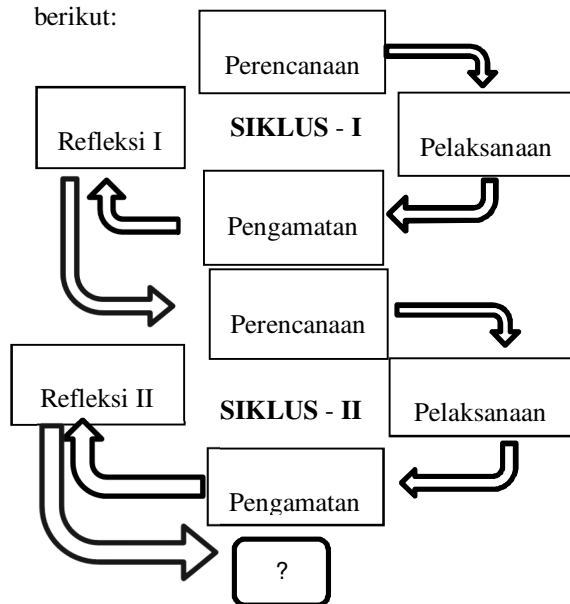 berikut:
Perencanaan
Refleksi I
SIKLUS - I
Pelaksanaan
Pengamatan
Perencanaan
Refleksi II
SIKLUS - II
Pelaksanaan
Pengamatan
?